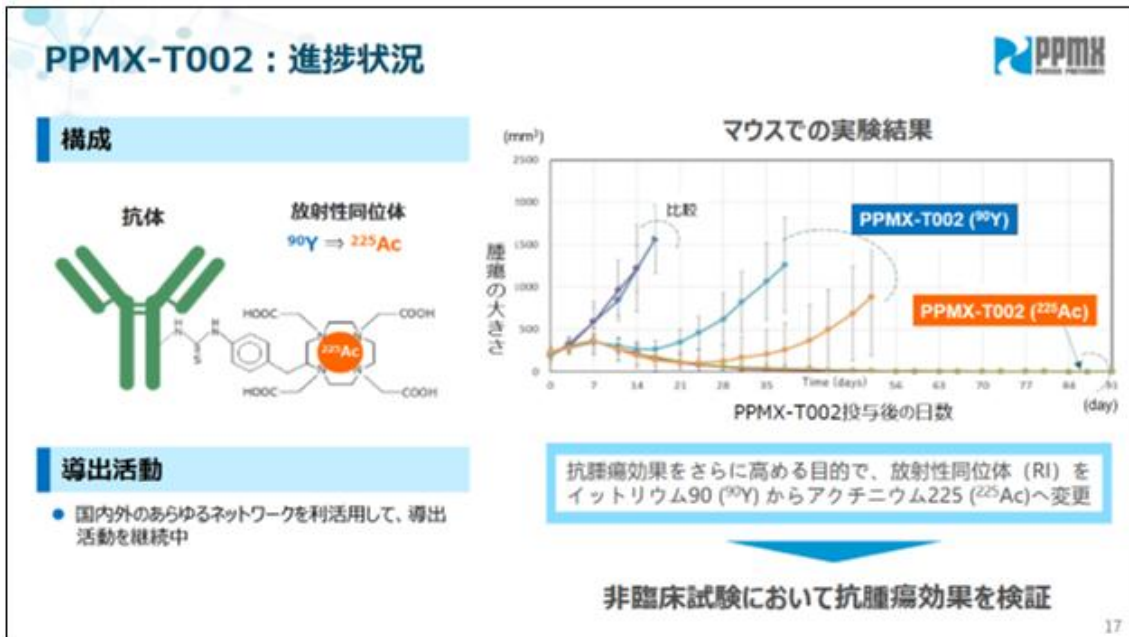 PPMX-T002：進捗状況
PPMX
構成
抗体
放射性同位体
⁹⁰Y ⇒ ²²⁵Ac
HOOC
COOH
H
N
N
H
S
N
N
²²⁵Ac
N
N
HOOC
COOH
導出活動
● 国内外のあらゆるネットワークを利活用して、導出
活動を継続中
マウスでの実験結果
(mm³)
2500
2000
1500
1000
500
0
腫瘍の大きさ
比較
PPMX-T002 (⁹⁰Y)
PPMX-T002 (²²⁵Ac)
0 7 14 21 28 35 Time (days) 56 63 70 77 84 91
PPMX-T002投与後の日数
(day)
抗腫瘍効果をさらに高める目的で、放射性同位体（RI）を
イットリウム90 (⁹⁰Y) からアクチニウム225 (²²⁵Ac)へ変更
非臨床試験において抗腫瘍効果を検証
17